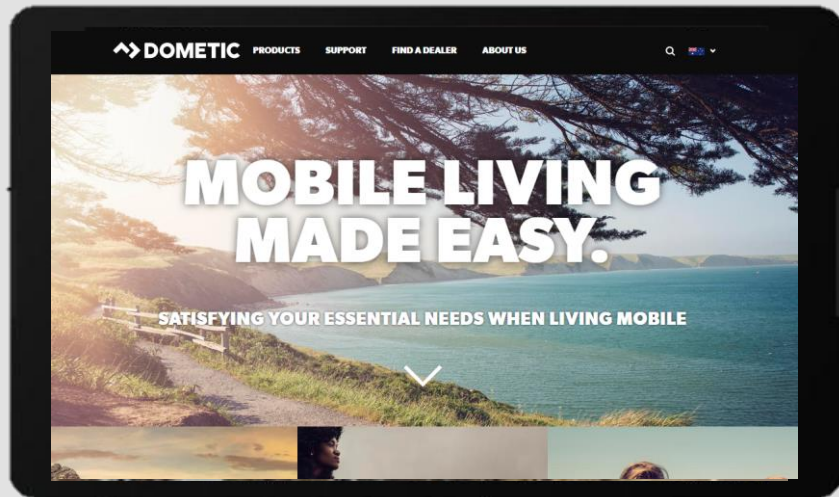 DOMETIC PRODUCTS SUPPORT FIND A DEALER ABOUT US
MOBILE LIVING
MADE EASY.
SATISFYING YOUR ESSENTIAL NEEDS WHEN LIVING MOBILE